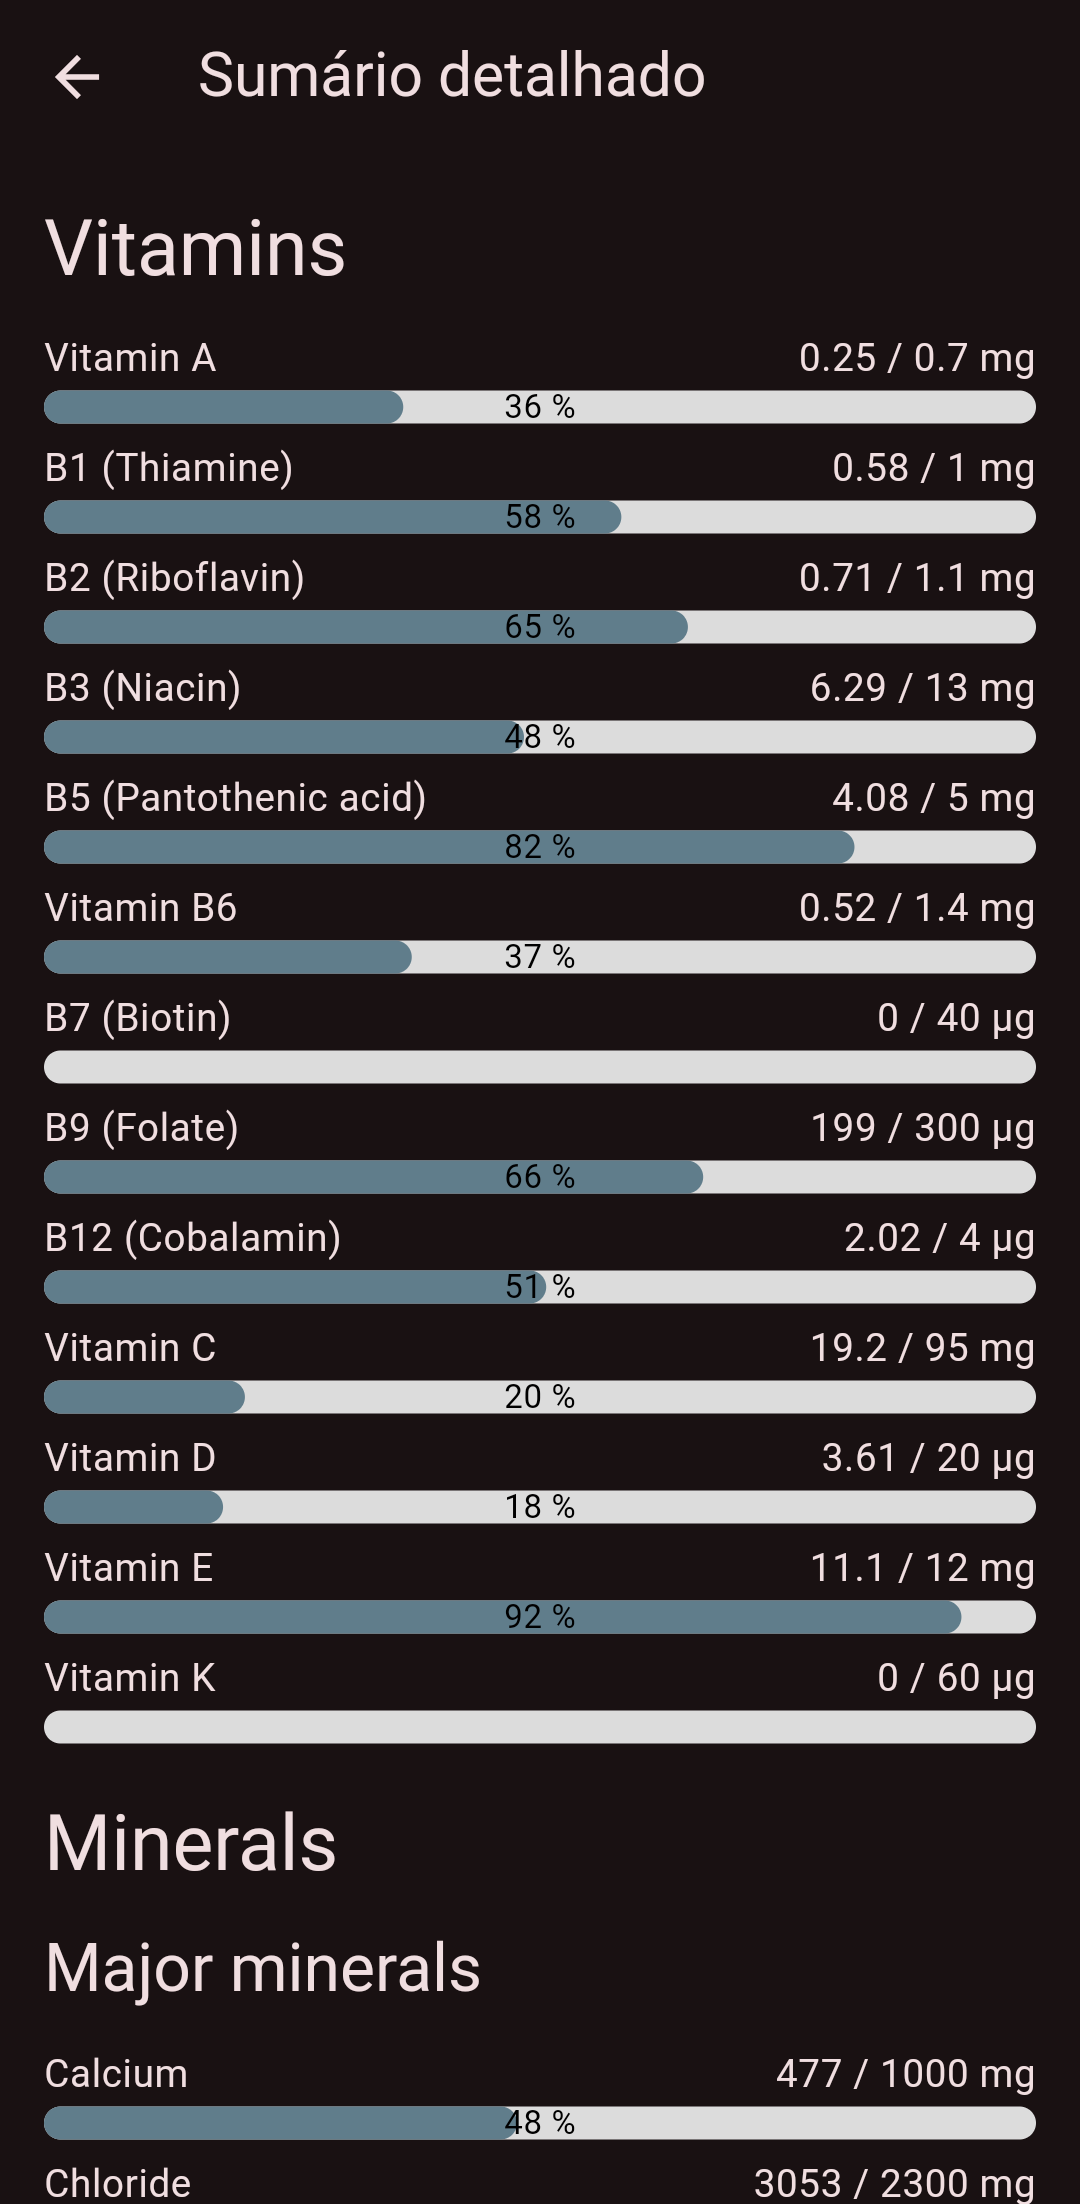 Sumário detalhado
Vitamins
Vitamin A 0.25 / 0.7 mg
36 %
B1 (Thiamine) 0.58 / 1 mg
58 %
B2 (Riboflavin) 0.71 / 1.1 mg
65 %
B3 (Niacin) 6.29 / 13 mg
48 %
B5 (Pantothenic acid) 4.08 / 5 mg
82 %
Vitamin B6 0.52 / 1.4 mg
37 %
B7 (Biotin) 0 / 40 µg
B9 (Folate) 199 / 300 µg
66 %
B12 (Cobalamin) 2.02 / 4 µg
51 %
Vitamin C 19.2 / 95 mg
20 %
Vitamin D 3.61 / 20 µg
18 %
Vitamin E 11.1 / 12 mg
92 %
Vitamin K 0 / 60 µg
Minerals
Major minerals
Calcium 477 / 1000 mg
48 %
Chloride 3053 / 2300 mg